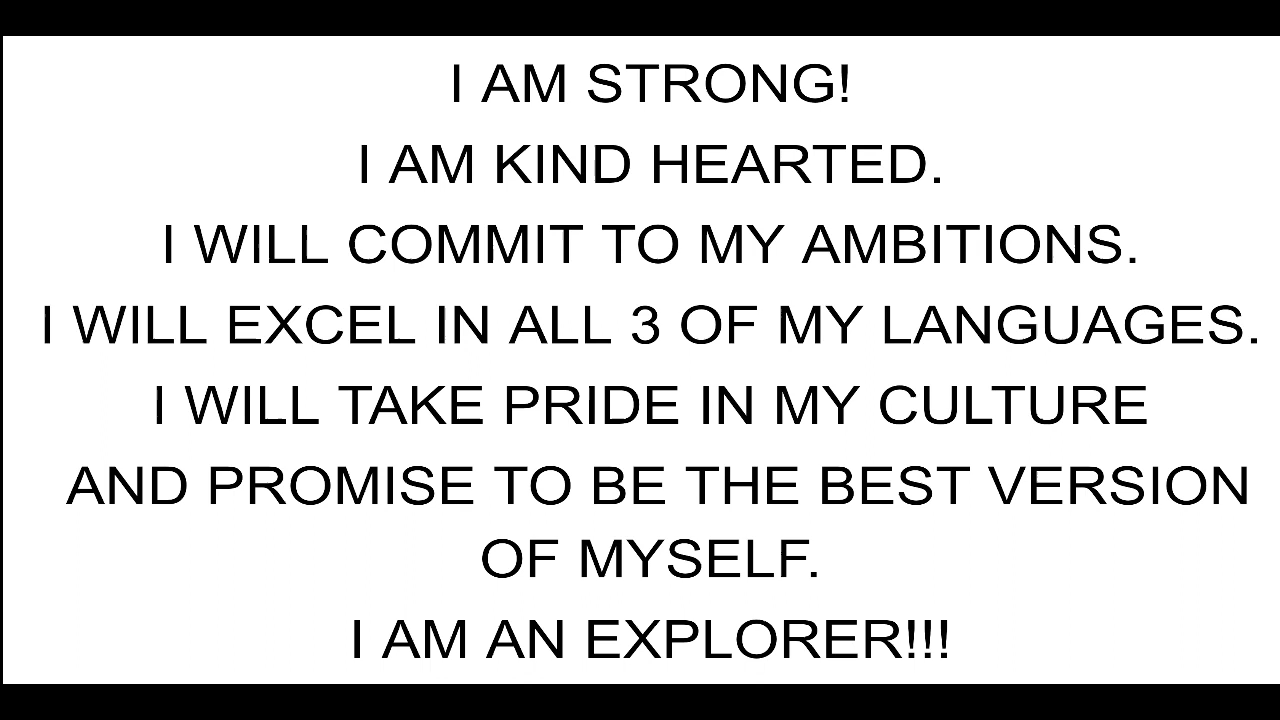 I AM STRONG!
I AM KIND HEARTED.
I WILL COMMIT TO MY AMBITIONS.
I WILL EXCEL IN ALL 3 OF MY LANGUAGES.
I WILL TAKE PRIDE IN MY CULTURE
AND PROMISE TO BE THE BEST VERSION
OF MYSELF.
I AM AN EXPLORER!!!